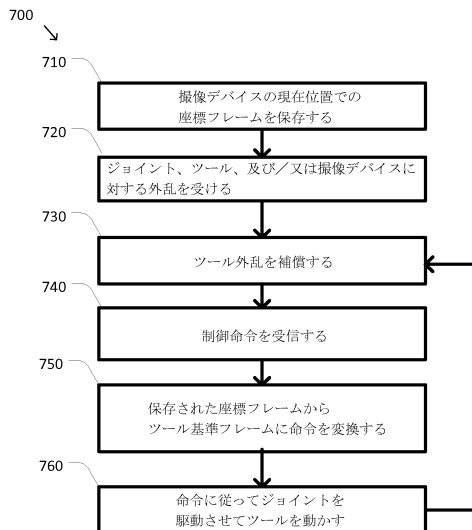 700
710
撮像デバイスの現在位置での
座標フレームを保存する
720
ジョイント、ツール、及び/又は撮像デバイスに
対する外乱を受ける
730
ツール外乱を補償する
740
制御命令を受信する
750
保存された座標フレームから
ツール基準フレームに命令を変換する
760
命令に従ってジョイントを
駆動させてツールを動かす